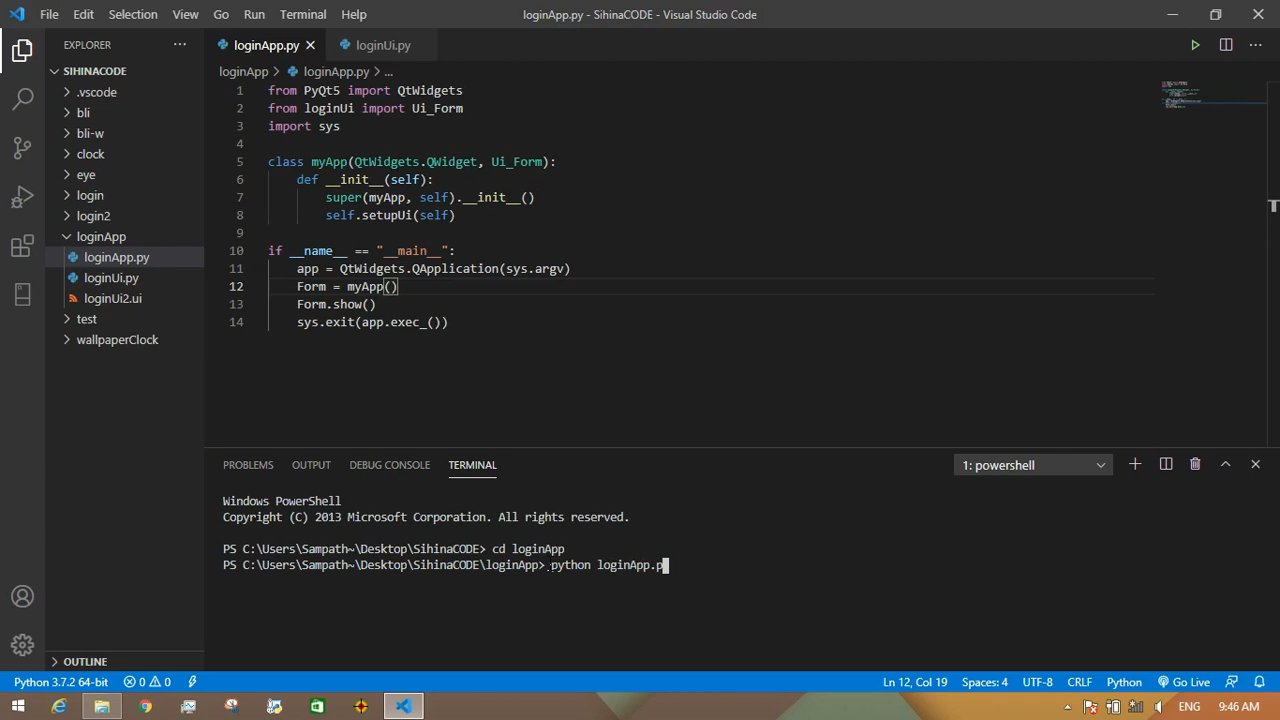 File Edit Selection View Go Run Terminal Help loginApp.py - SihinaCODE - Visual Studio Code
EXPLORER
loginApp.py
loginUi.py
SIHINACODE
.vscode
bli
bli-w
clock
eye
login
login2
loginApp
loginApp.py
loginUi.py
loginUi2.ui
test
wallpaperClock
OUTLINE
loginApp > loginApp.py > ...
1 from PyQt5 import QtWidgets
2 from loginUi import Ui_Form
3 import sys
4
5 class myApp(QtWidgets.QWidget, Ui_Form):
6 def __init__(self):
7 super(myApp, self).__init__()
8 self.setupUi(self)
9
10 if __name__ == "__main__":
11 app = QtWidgets.QApplication(sys.argv)
12 Form = myApp()
13 Form.show()
14 sys.exit(app.exec_())
PROBLEMS OUTPUT DEBUG CONSOLE TERMINAL 1: powershell
Windows PowerShell
Copyright (C) 2013 Microsoft Corporation. All rights reserved.
PS C:\Users\Sampath~\Desktop\SihinaCODE> cd loginApp
PS C:\Users\Sampath~\Desktop\SihinaCODE\loginApp> python loginApp.p
Python 3.7.2 64-bit 0 0 Ln 12, Col 19 Spaces: 4 UTF-8 CRLF Python Go Live
ENG 9:46 AM